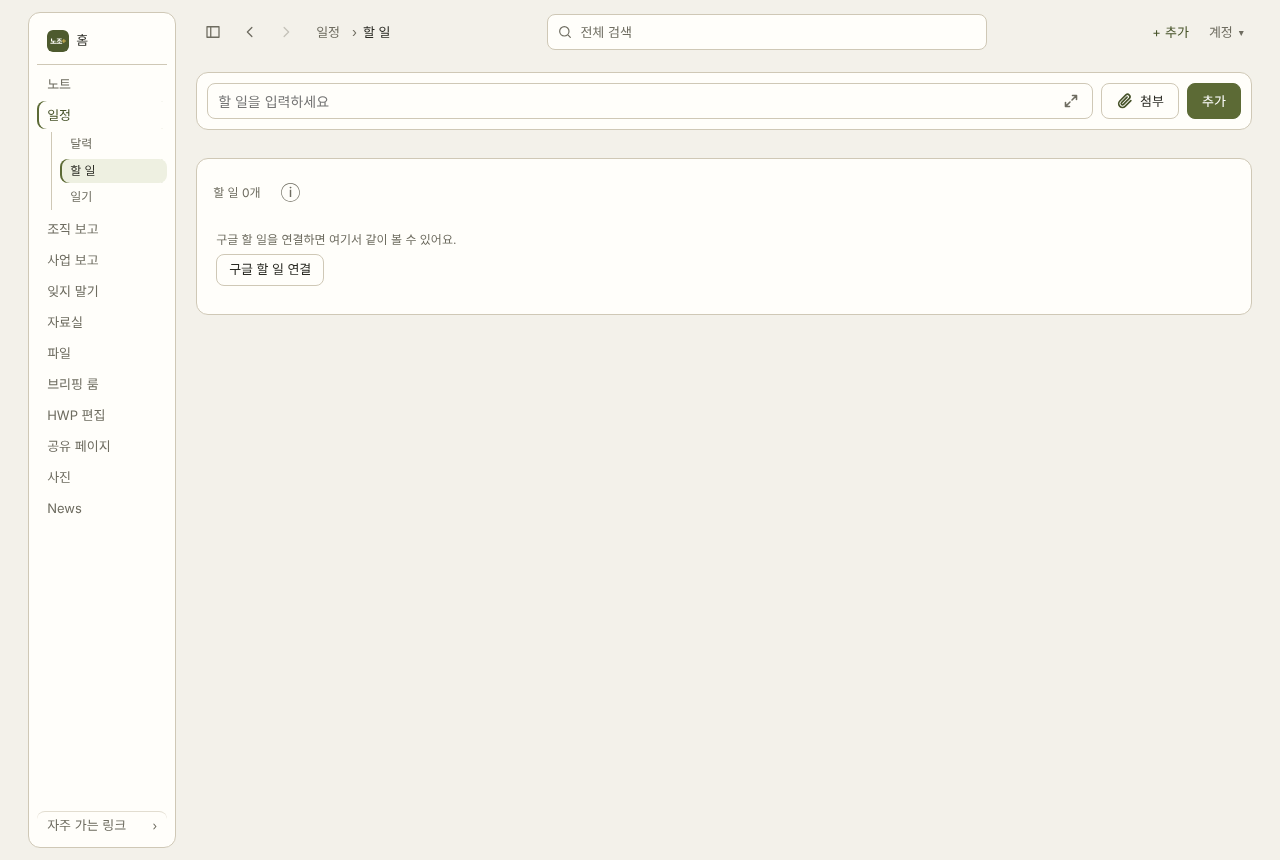 노조 홈
노트
일정
달력
할 일
일기
조직 보고
사업 보고
잊지 말기
자료실
파일
브리핑 룸
HWP 편집
공유 페이지
사진
News
자주 가는 링크 ›
일정 › 할 일
전체 검색
+ 추가 계정 ▾
할 일을 입력하세요
첨부 추가
할 일 0개
구글 할 일을 연결하면 여기서 같이 볼 수 있어요.
구글 할 일 연결